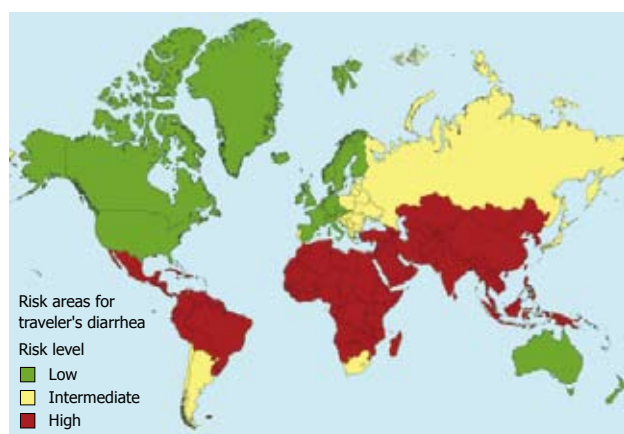 Risk areas for
traveler's diarrhea
Risk level
Low
Intermediate
High